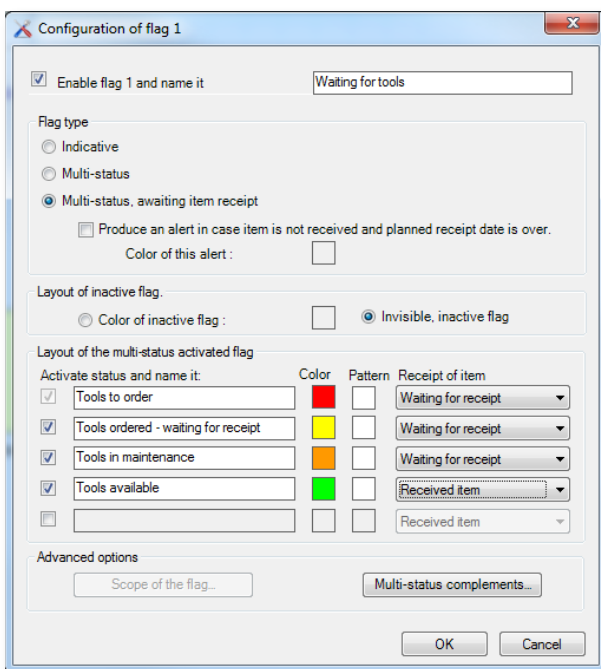 Configuration of flag 1
Enable flag 1 and name it Waiting for tools
Flag type
Indicative
Multi-status
Multi-status, awaiting item receipt
Produce an alert in case item is not received and planned receipt date is over.
Color of this alert :
Layout of inactive flag.
Color of inactive flag : Invisible, inactive flag
Layout of the multi-status activated flag
Activate status and name it: Color Pattern Receipt of item
Tools to order Waiting for receipt
Tools ordered - waiting for receipt Waiting for receipt
Tools in maintenance Waiting for receipt
Tools available Received item
Received item
Advanced options
Scope of the flag... Multi-status complements...
OK Cancel